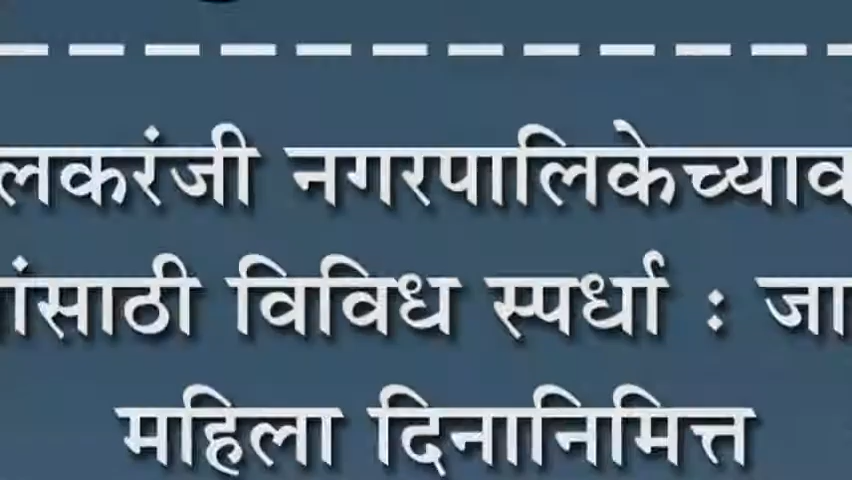 लकरंजी नगरपालिकेच्याव
ांसाठी विविध स्पर्धा : जा
महिला दिनानिमित्त